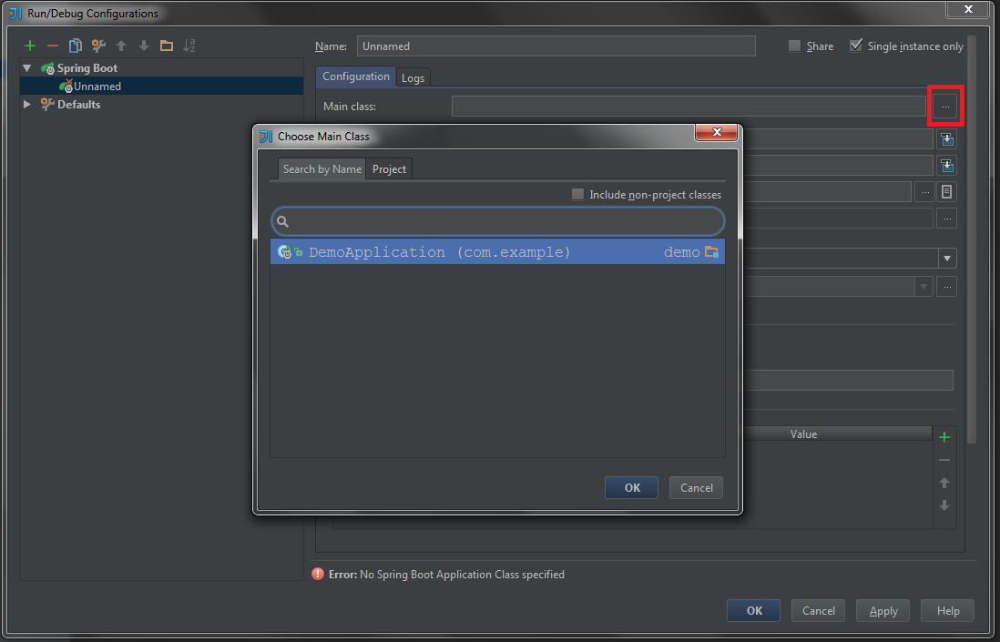 Run/Debug Configurations
Name: Unnamed Share Single instance only
Spring Boot
Unnamed
Defaults
Configuration Logs
Main class: ...
Choose Main Class
Search by Name Project
Include non-project classes
DemoApplication (com.example) demo
...
...
...
Value
OK Cancel
Error: No Spring Boot Application Class specified
OK Cancel Apply Help